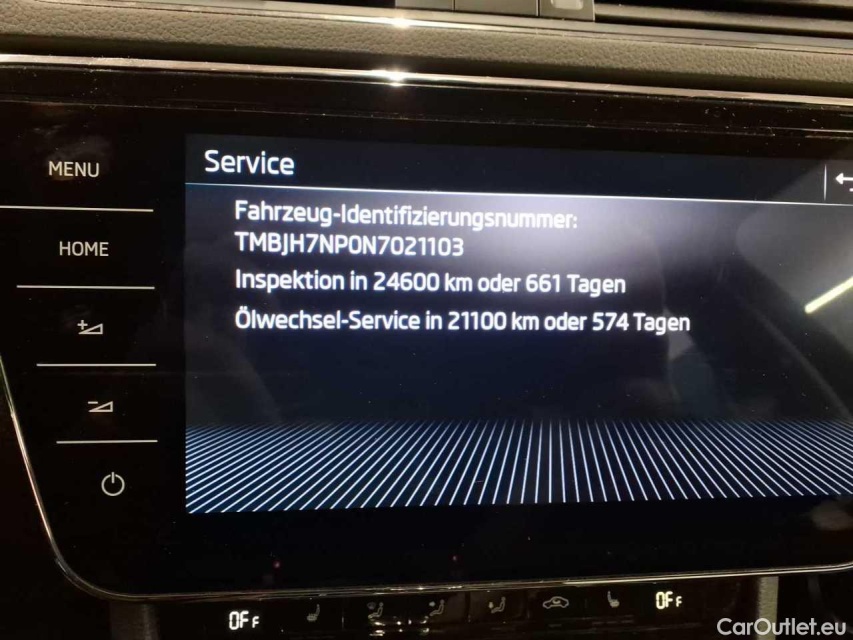 MENU
HOME
Service
Fahrzeug-Identifizierungsnummer:
TMBJH7NP0N7021103
Inspektion in 24600 km oder 661 Tagen
Ölwechsel-Service in 21100 km oder 574 Tagen
OFF
OFF
CarOutlet.eu